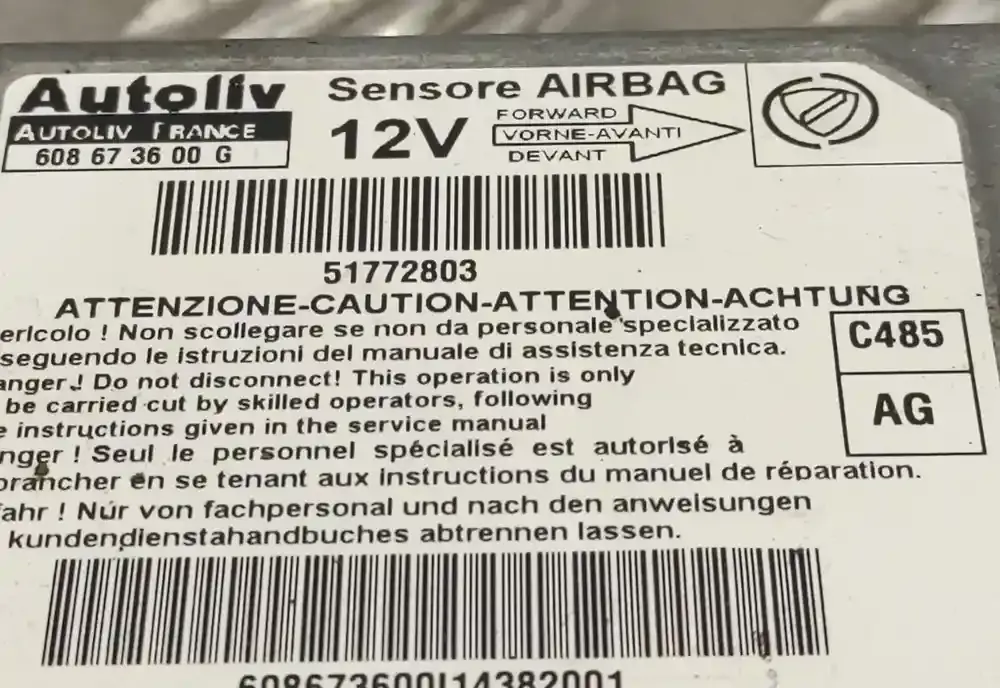 Autoliv
AUTOLIV FRANCE
608 67 36 00 G
Sensore AIRBAG
12V
FORWARD
VORNE-AVANTI
DEVANT
51772803
ATTENZIONE-CAUTION-ATTENTION-ACHTUNG
ericolo ! Non scollegare se non da personale specializzato
seguendo le istruzioni del manuale di assistenza tecnica.
anger ! Do not disconnect! This operation is only
be carried cut by skilled operators, following
e instructions given in the service manual
nger ! Seul le personnel spécialisé est autorisé à
brancher en se tenant aux instructions du manuel de réparation.
fahr ! Núr von fachpersonal und nach den anweisungen
kundendienstahandbuches abtrennen lassen.
C485
AG
608673600I14382001